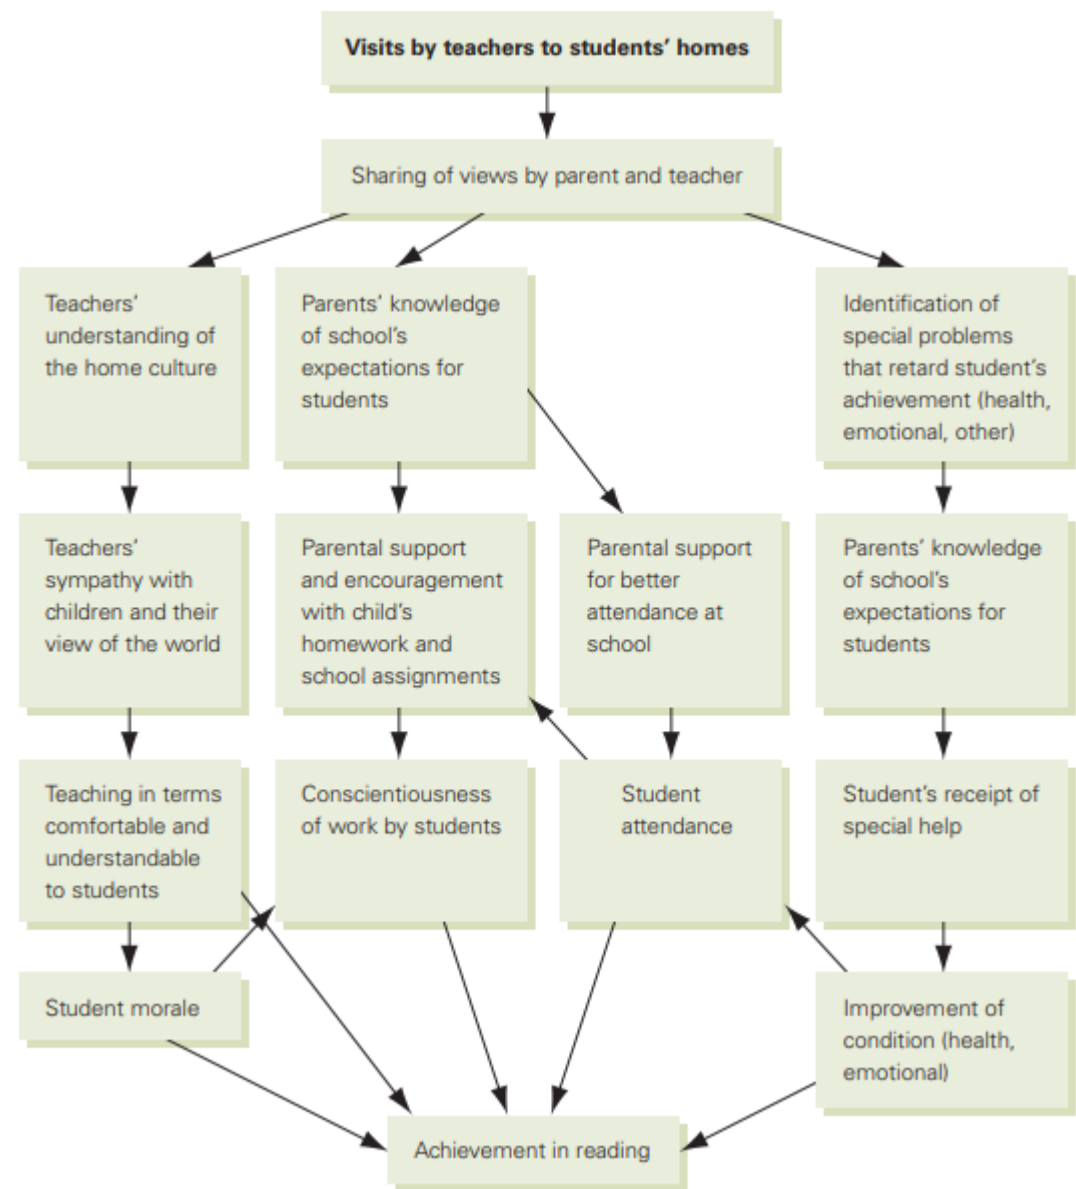 Visits by teachers to students’ homes
Sharing of views by parent and teacher
Teachers’
understanding of
the home culture
Parents’ knowledge
of school’s
expectations for
students
Identification of
special problems
that retard student’s
achievement (health,
emotional, other)
Teachers’
sympathy with
children and their
view of the world
Parental support
and encouragement
with child’s
homework and
school assignments
Parental support
for better
attendance at
school
Parents’ knowledge
of school’s
expectations for
students
Teaching in terms
comfortable and
understandable
to students
Conscientiousness
of work by students
Student
attendance
Student’s receipt of
special help
Student morale
Improvement of
condition (health,
emotional)
Achievement in reading